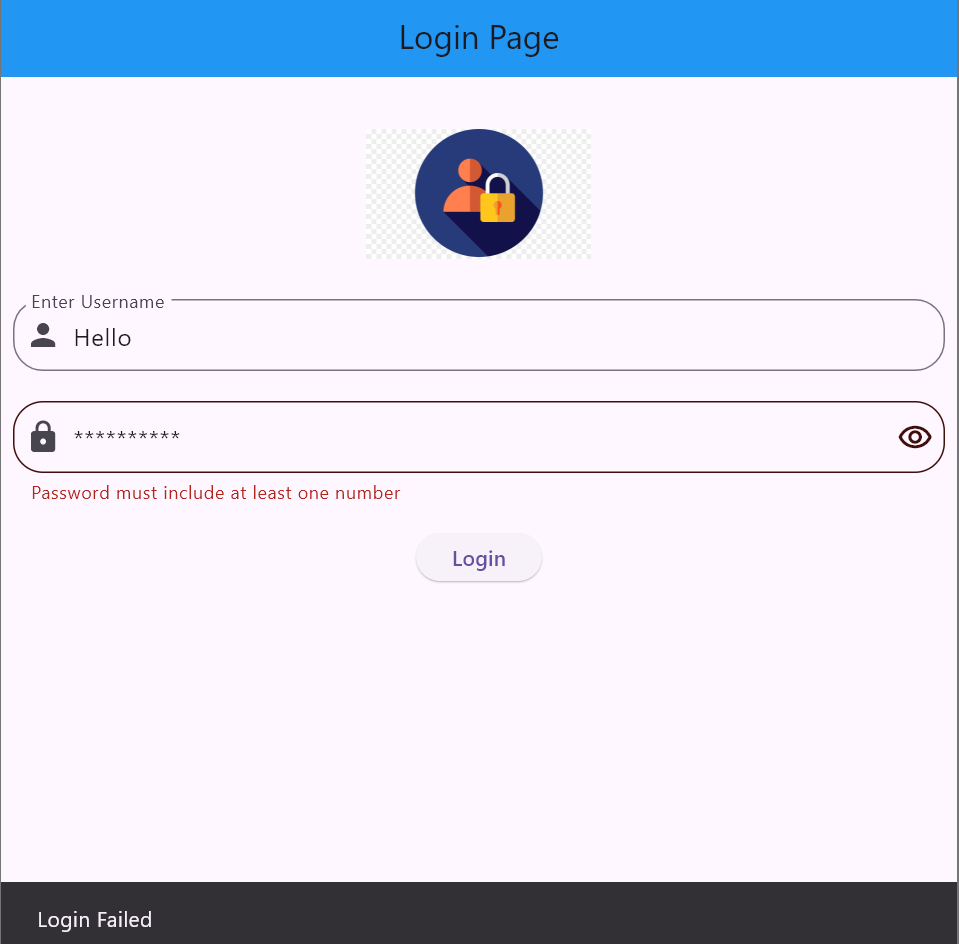 Login Page
Enter Username
Hello
**********
Password must include at least one number
Login
Login Failed